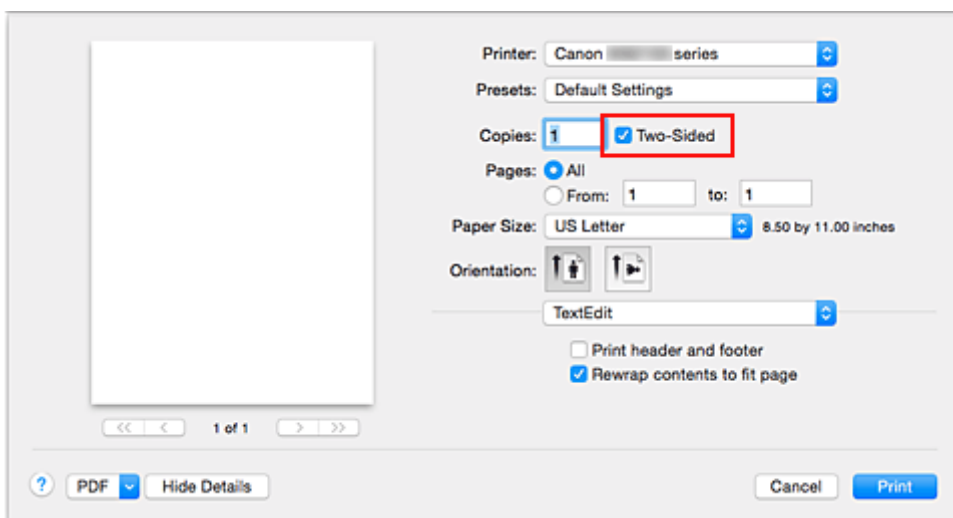 Printer: Canon series
Presets: Default Settings
Copies: 1 Two-Sided
Pages: All
From: 1 to: 1
Paper Size: US Letter 8.50 by 11.00 inches
Orientation:
TextEdit
Print header and footer
Rewrap contents to fit page
<< < 1 of 1 > >>
? PDF Hide Details Cancel Print